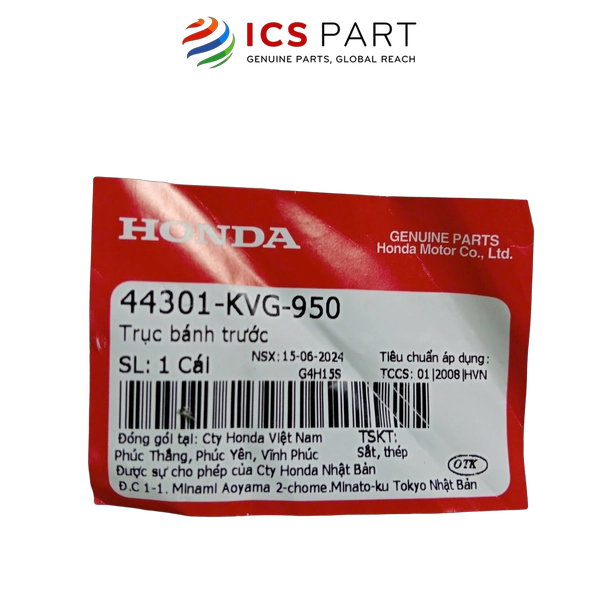 ICS PART
GENUINE PARTS, GLOBAL REACH
HONDA
GENUINE PARTS
Honda Motor Co., Ltd.
44301-KVG-950
Trục bánh trước
SL: 1 Cái
NSX: 15-06-2024
G4H15S
Tiêu chuẩn áp dụng:
TCCS: 01|2008|HVN
Đóng gói tại: Cty Honda Việt Nam
Phúc Thắng, Phúc Yên, Vĩnh Phúc
TSKT:
Sắt, thép
Được sự cho phép của Cty Honda Nhật Bản
OTK
Đ.C 1-1. Minami Aoyama 2-chome.Minato-ku Tokyo Nhật Bản